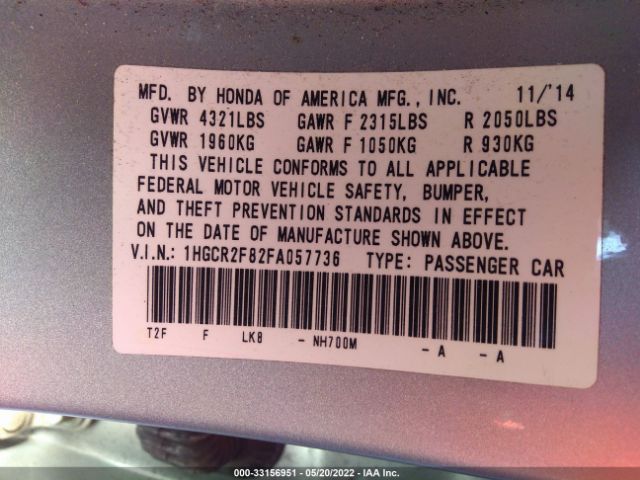 MFD. BY HONDA OF AMERICA MFG., INC. 11/'14
GVWR 4321LBS GAWR F 2315LBS R 2050LBS
GVWR 1960KG GAWR F 1050KG R 930KG
THIS VEHICLE CONFORMS TO ALL APPLICABLE
FEDERAL MOTOR VEHICLE SAFETY, BUMPER,
AND THEFT PREVENTION STANDARDS IN EFFECT
ON THE DATE OF MANUFACTURE SHOWN ABOVE.
V.I.N.: 1HGCR2F82FA057736 TYPE: PASSENGER CAR
T2F F LK8 - NH700M - A - A
000-33156951 - 05/20/2022 - IAA Inc.